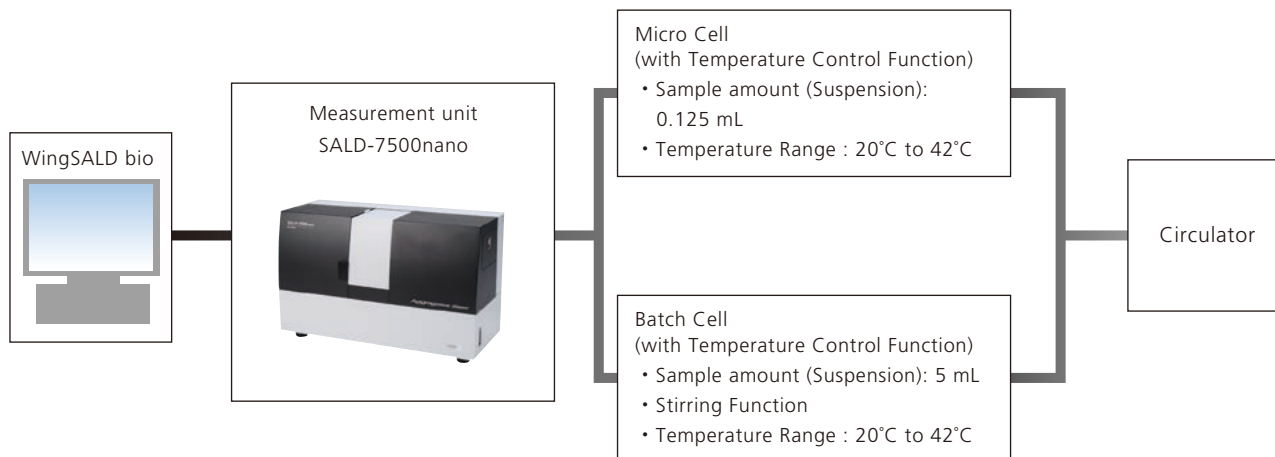 WingSALD bio
Measurement unit
SALD-7500nano
Micro Cell
(with Temperature Control Function)
・Sample amount (Suspension):
0.125 mL
・Temperature Range : 20˚C to 42˚C
Batch Cell
(with Temperature Control Function)
・Sample amount (Suspension): 5 mL
・Stirring Function
・Temperature Range : 20˚C to 42˚C
Circulator